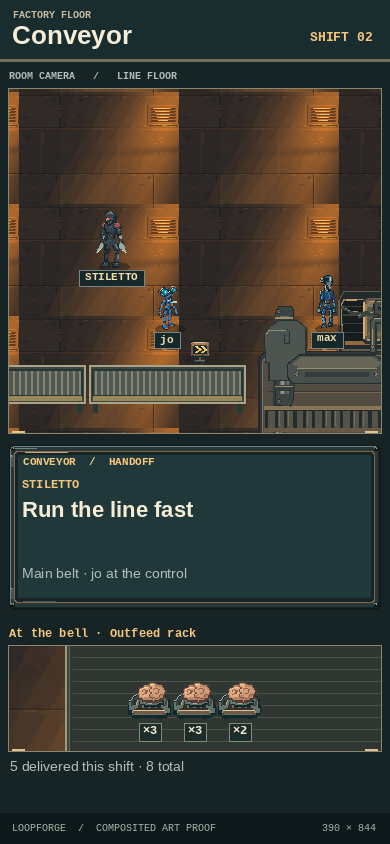 FACTORY FLOOR
Conveyor
SHIFT 02
ROOM CAMERA / LINE FLOOR
STILETTO
jo
max
CONVEYOR / HANDOFF
STILETTO
Run the line fast
Main belt · jo at the control
At the bell · Outfeed rack
×3
×3
×2
5 delivered this shift · 8 total
LOOPFORGE / COMPOSITED ART PROOF
390 × 844